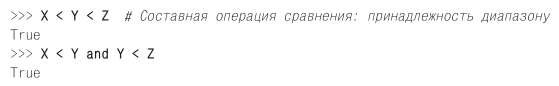 >>> X < Y < Z # Составная операция сравнения: принадлежность диапазону
True
>>> X < Y and Y < Z
True